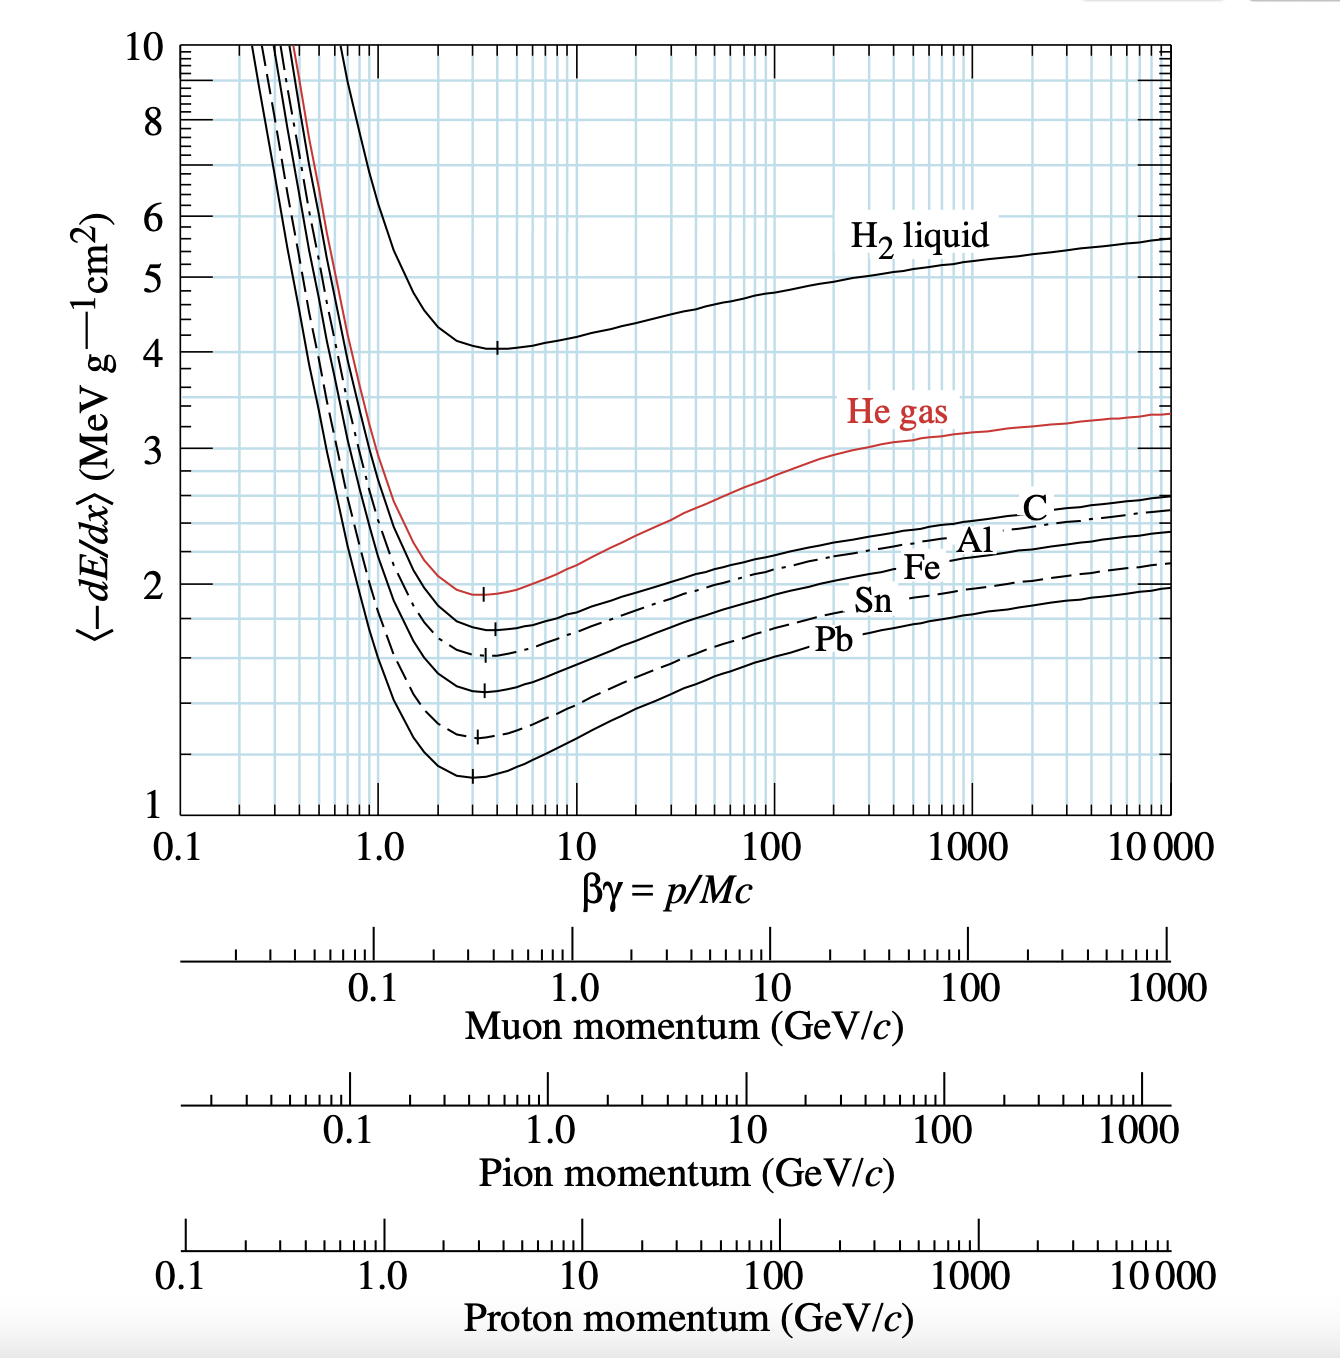 10
8
6
5
4
3
2
1
⟨—dE/dx⟩ (MeV g—1cm2)
H2 liquid
He gas
C
Al
Fe
Sn
Pb
0.1 1.0 10 100 1000 10 000
βγ = p/Mc
0.1 1.0 10 100 1000
Muon momentum (GeV/c)
0.1 1.0 10 100 1000
Pion momentum (GeV/c)
0.1 1.0 10 100 1000 10 000
Proton momentum (GeV/c)